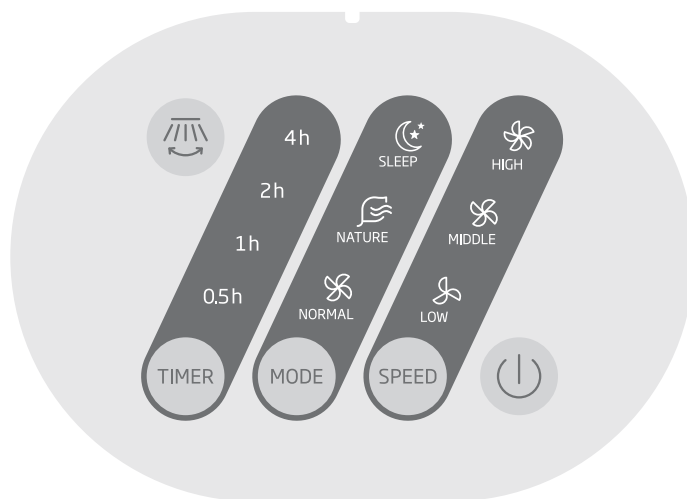 4h
2h
1h
0.5h
TIMER
SLEEP
NATURE
NORMAL
MODE
HIGH
MIDDLE
LOW
SPEED